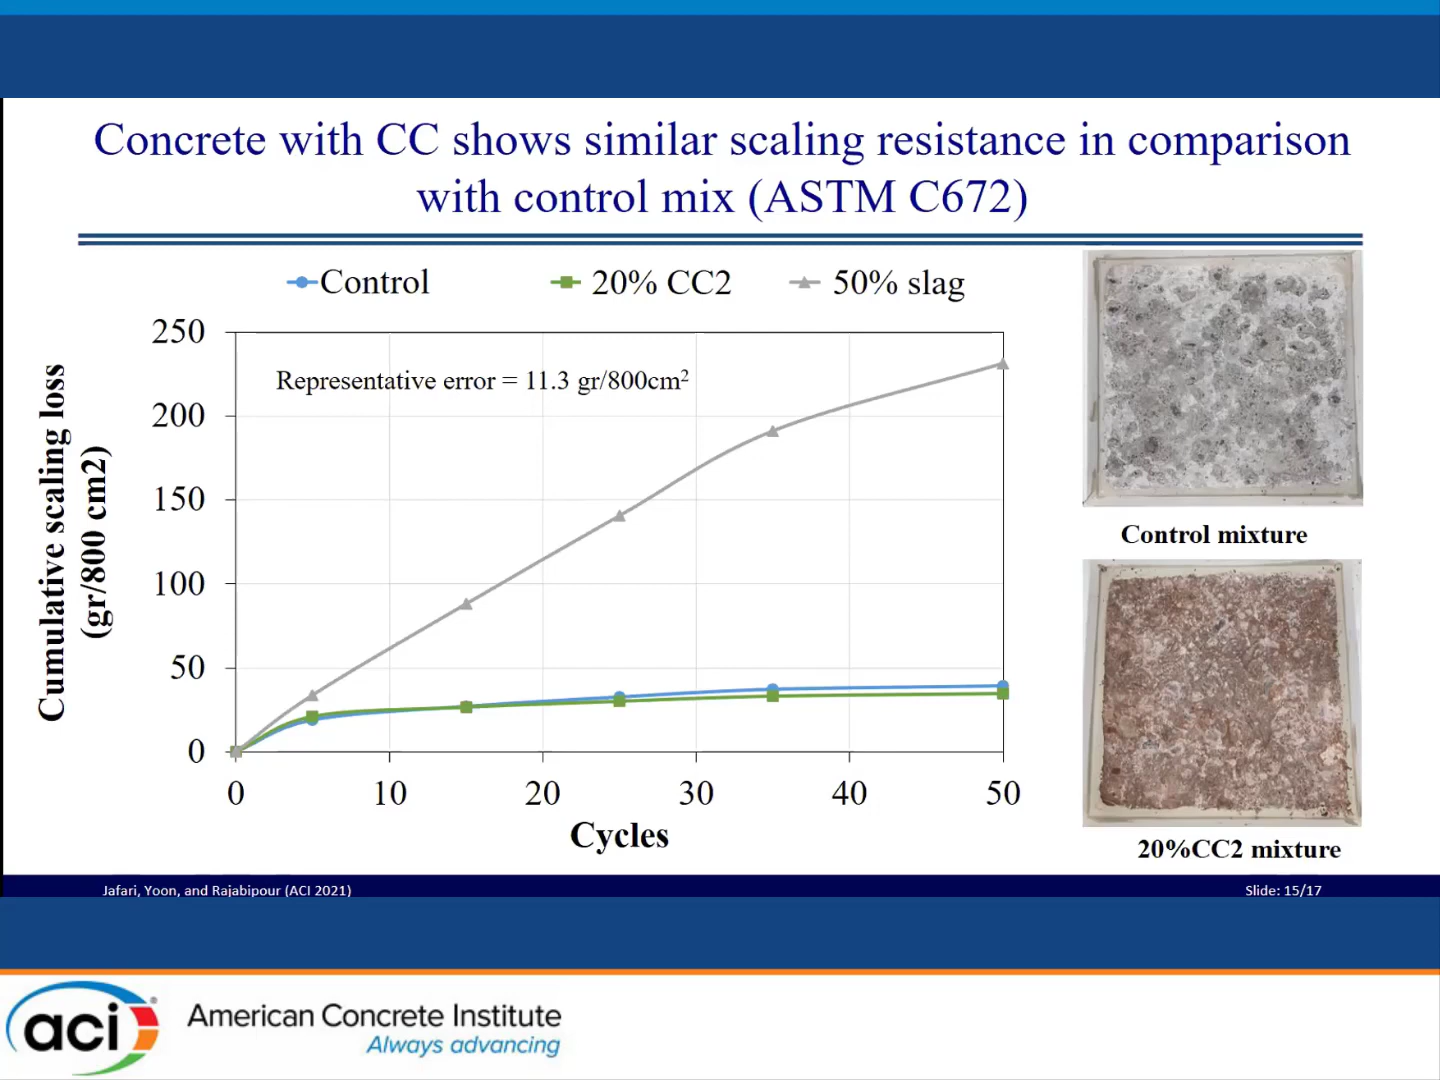 Concrete with CC shows similar scaling resistance in comparison
with control mix (ASTM C672)
Control
20% CC2
50% slag
Representative error = 11.3 gr/800cm²
Cumulative scaling loss
(gr/800 cm2)
250
200
150
100
50
0
0
10
20
30
40
50
Cycles
Control mixture
20%CC2 mixture
Jafari, Yoon, and Rajabipour (ACI 2021)
Slide: 15/17
aci
American Concrete Institute
Always advancing